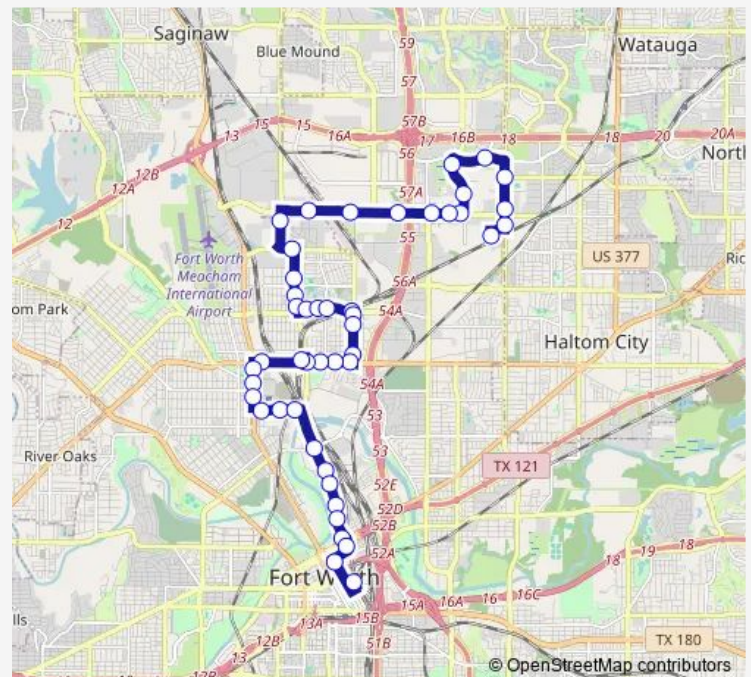 Saginaw
Blue Mound
Watauga
59
57
57B
13
15
15
16A
17
16B
18
18
20
20A
56
12B
12A
12
57A
55
North
Fort Worth
Meacham
International
Airport
US 377
Ric
56A
54A
om Park
Haltom City
54A
53
River Oaks
53
TX 121
52E
52D
52B
52A
Fort Worth
18
19
18
16C
16A
15A
15B
13A
12B
13
12B
51B
lls
TX 180
© OpenStreetMap contributors